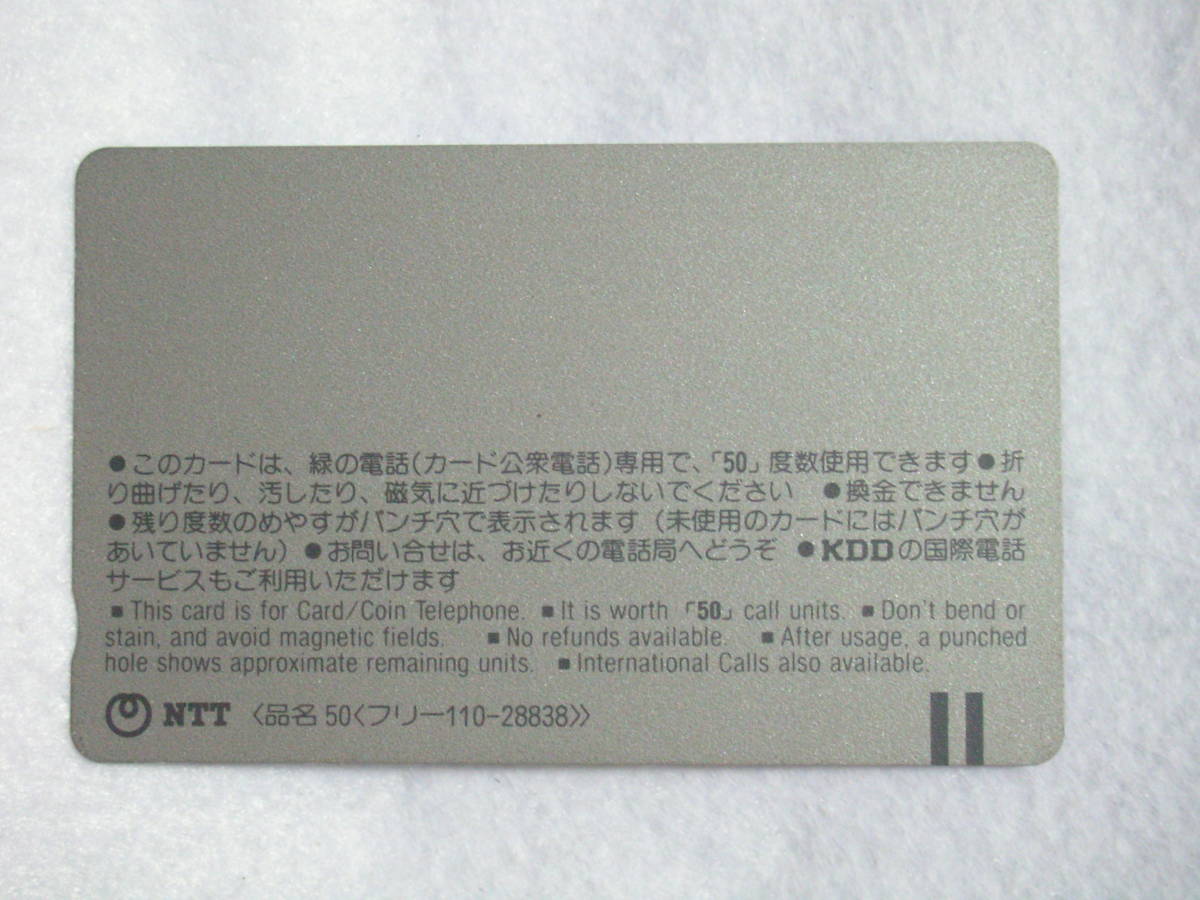 ●このカードは、緑の電話(カード公衆電話)専用で、「50」度数使用できます●折
り曲げたり、汚したり、磁気に近づけたりしないでください ●換金できません
●残り度数のめやすがパンチ穴で表示されます(未使用のカードにはパンチ穴が
あいていません)●お問い合せは、お近くの電話局へどうぞ ●KDDの国際電話
サービスもご利用いただけます
■ This card is for Card/Coin Telephone. ■ It is worth 「50」 call units. ■ Don't bend or
stain, and avoid magnetic fields. ■ No refunds available. ■ After usage, a punched
hole shows approximate remaining units. ■ International Calls also available.
NTT 〈品名 50〈フリー110-28838〉〉